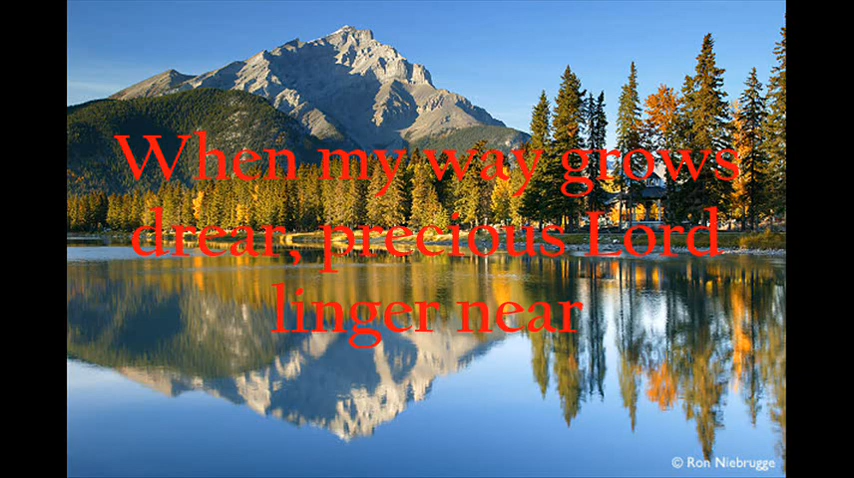 When my way grows
drear, precious Lord
linger near
© Ron Niebrugge